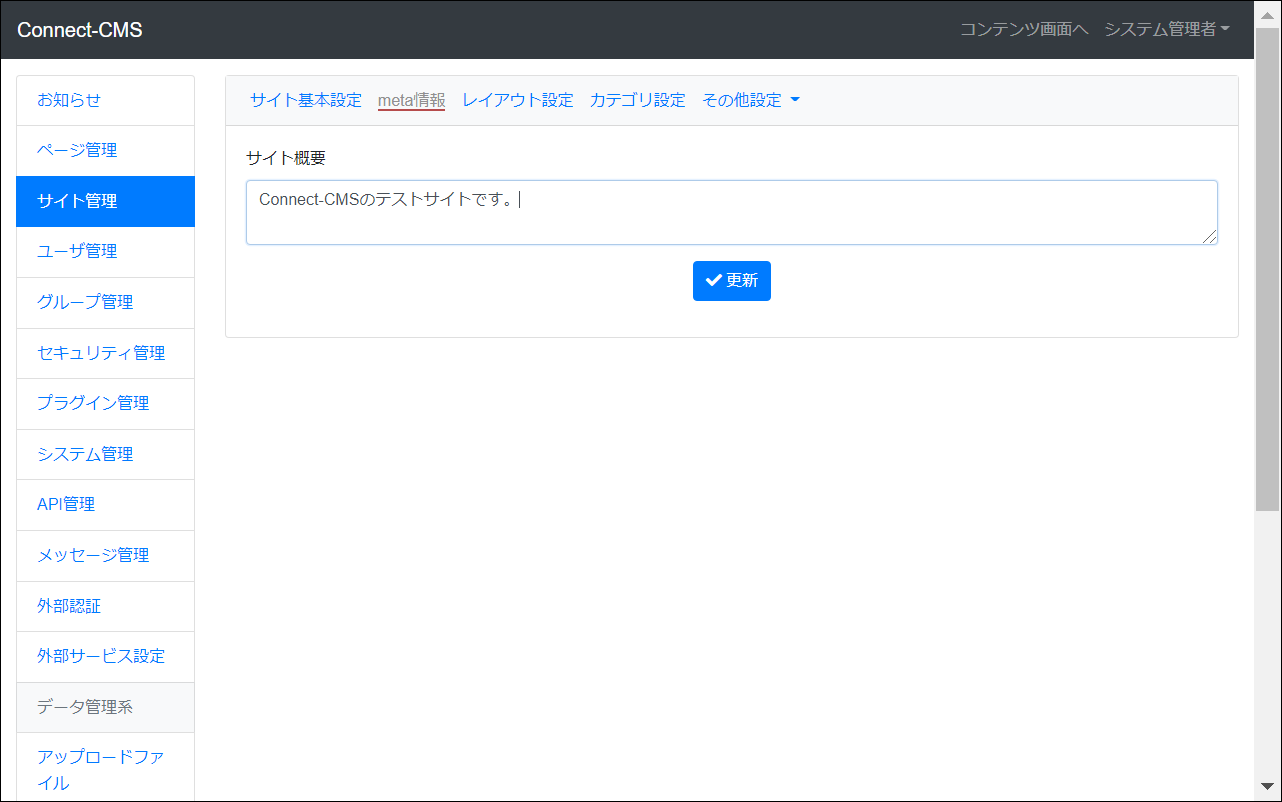 Connect-CMS
コンテンツ画面へ システム管理者
お知らせ
ページ管理
サイト管理
ユーザ管理
グループ管理
セキュリティ管理
プラグイン管理
システム管理
API管理
メッセージ管理
外部認証
外部サービス設定
データ管理系
アップロードファ
イル
サイト基本設定 meta情報 レイアウト設定 カテゴリ設定 その他設定
サイト概要
Connect-CMSのテストサイトです。
更新